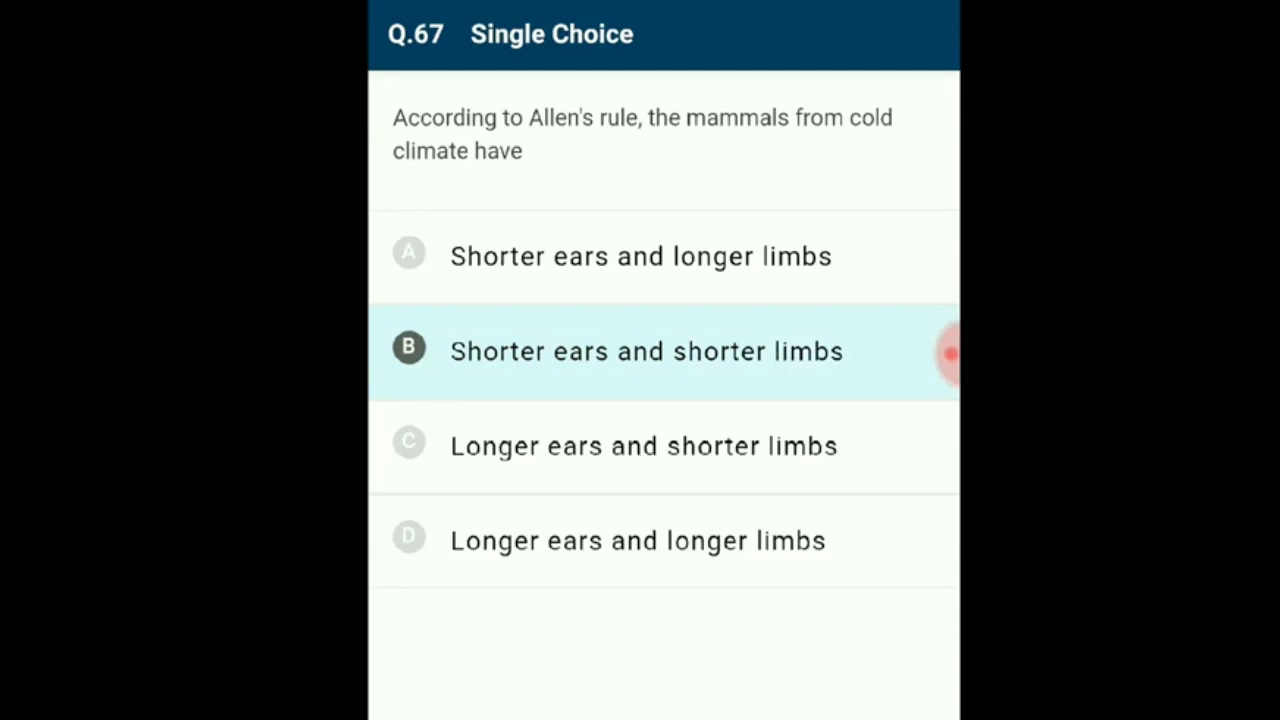 Q.67 Single Choice
According to Allen's rule, the mammals from cold
climate have
A Shorter ears and longer limbs
B Shorter ears and shorter limbs
C Longer ears and shorter limbs
D Longer ears and longer limbs